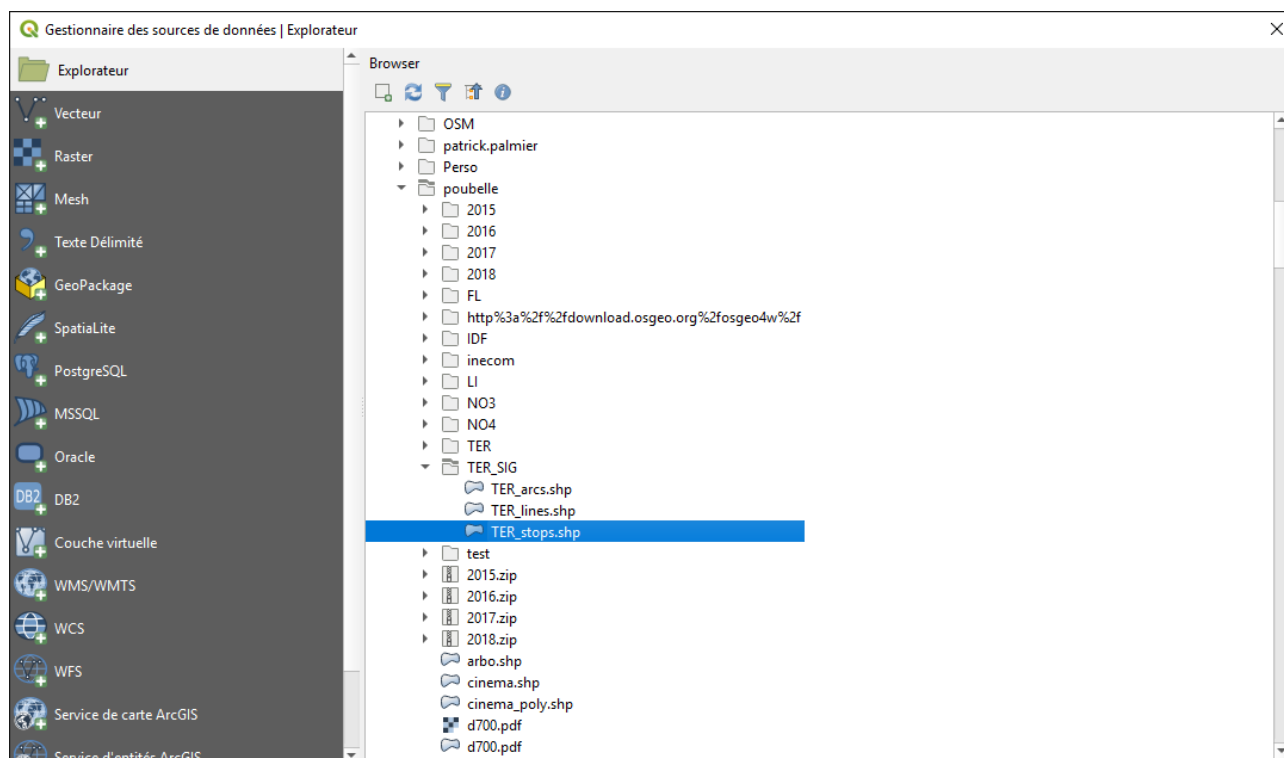 Gestionnaire des sources de données | Explorateur
Explorateur
Vecteur
Raster
Mesh
Texte Délimité
GeoPackage
SpatiaLite
PostgreSQL
MSSQL
Oracle
DB2
DB2
Couche virtuelle
WMS/WMTS
WCS
WFS
Service de carte ArcGIS
Service d'entités ArcGIS
Browser
OSM
patrick.palmier
Perso
poubelle
2015
2016
2017
2018
FL
http%3a%2f%2fdownload.osgeo.org%2fosgeo4w%2f
IDF
inecom
LI
NO3
NO4
TER
TER_SIG
TER_arcs.shp
TER_lines.shp
TER_stops.shp
test
2015.zip
2016.zip
2017.zip
2018.zip
arbo.shp
cinema.shp
cinema_poly.shp
d700.pdf
d700.pdf